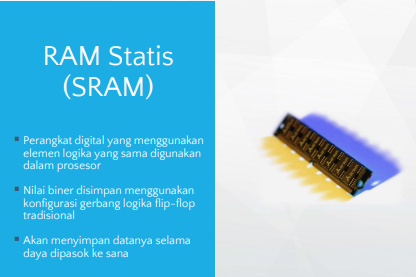 RAM Statis
(SRAM)
▪ Perangkat digital yang menggunakan
elemen logika yang sama digunakan
dalam prosesor
▪ Nilai biner disimpan menggunakan
konfigurasi gerbang logika flip-flop
tradisional
▪ Akan menyimpan datanya selama
daya dipasok ke sana